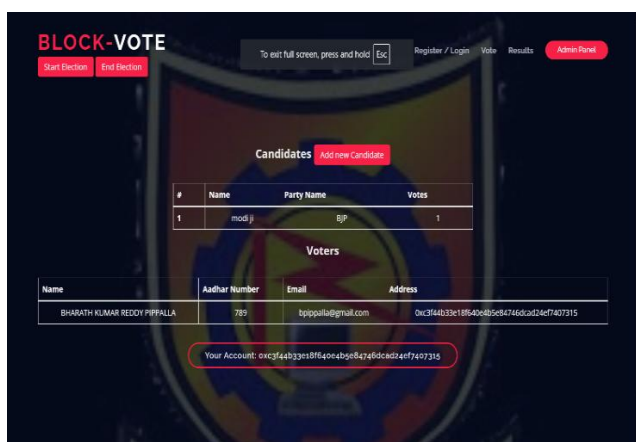 BLOCK-VOTE
To exit full screen, press and hold Esc
Register / Login Vote Results Admin Panel
Start Election End Election
Candidates Add new Candidate
# Name Party Name Votes
1 modi ji BJP 1
Voters
Name Aadhar Number Email Address
BHARATH KUMAR REDDY PIPPALLA 789 bpippalla@gmail.com 0xc3f44b33e18f640e4b5e84746dcad24ef7407315
Your Account: 0xc3f44b33e18f640e4b5e84746dcad24ef7407315